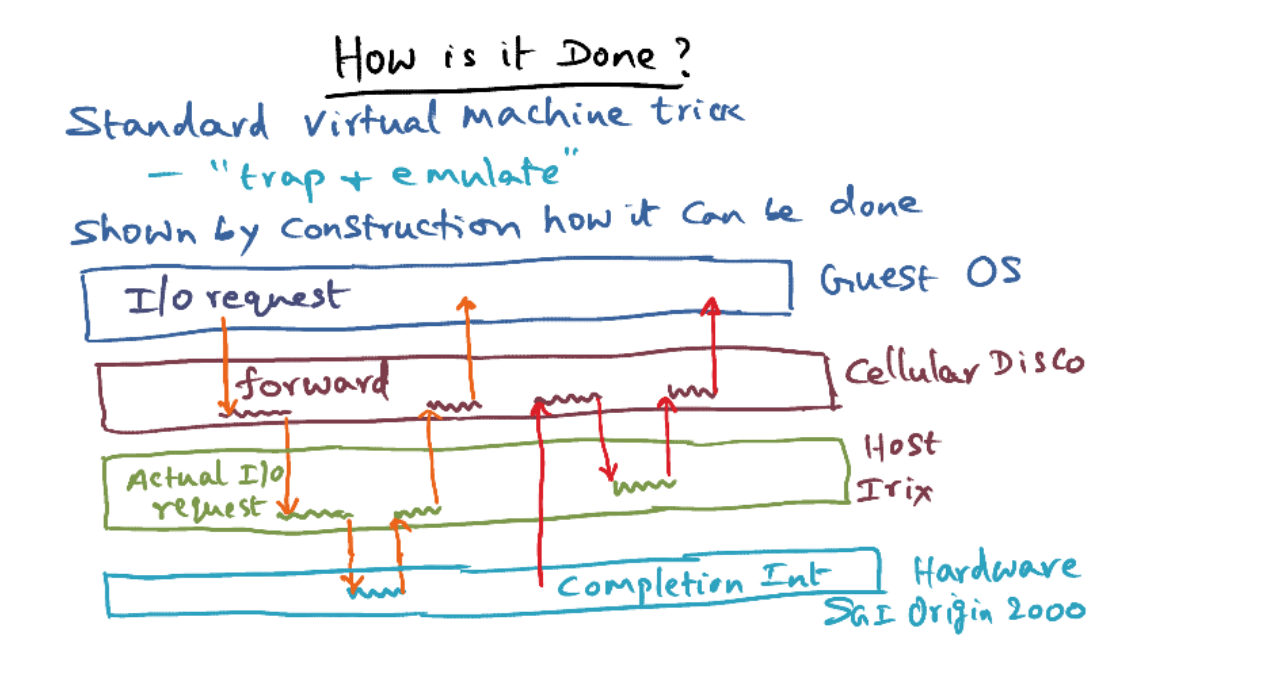 How is it Done?
Standard virtual machine trick
– "trap + emulate"
Shown by construction how it can be done
I/o request
Guest OS
forward
Cellular Disco
Actual I/o
request
Host
Irix
Completion Int
Hardware
SGI Origin 2000